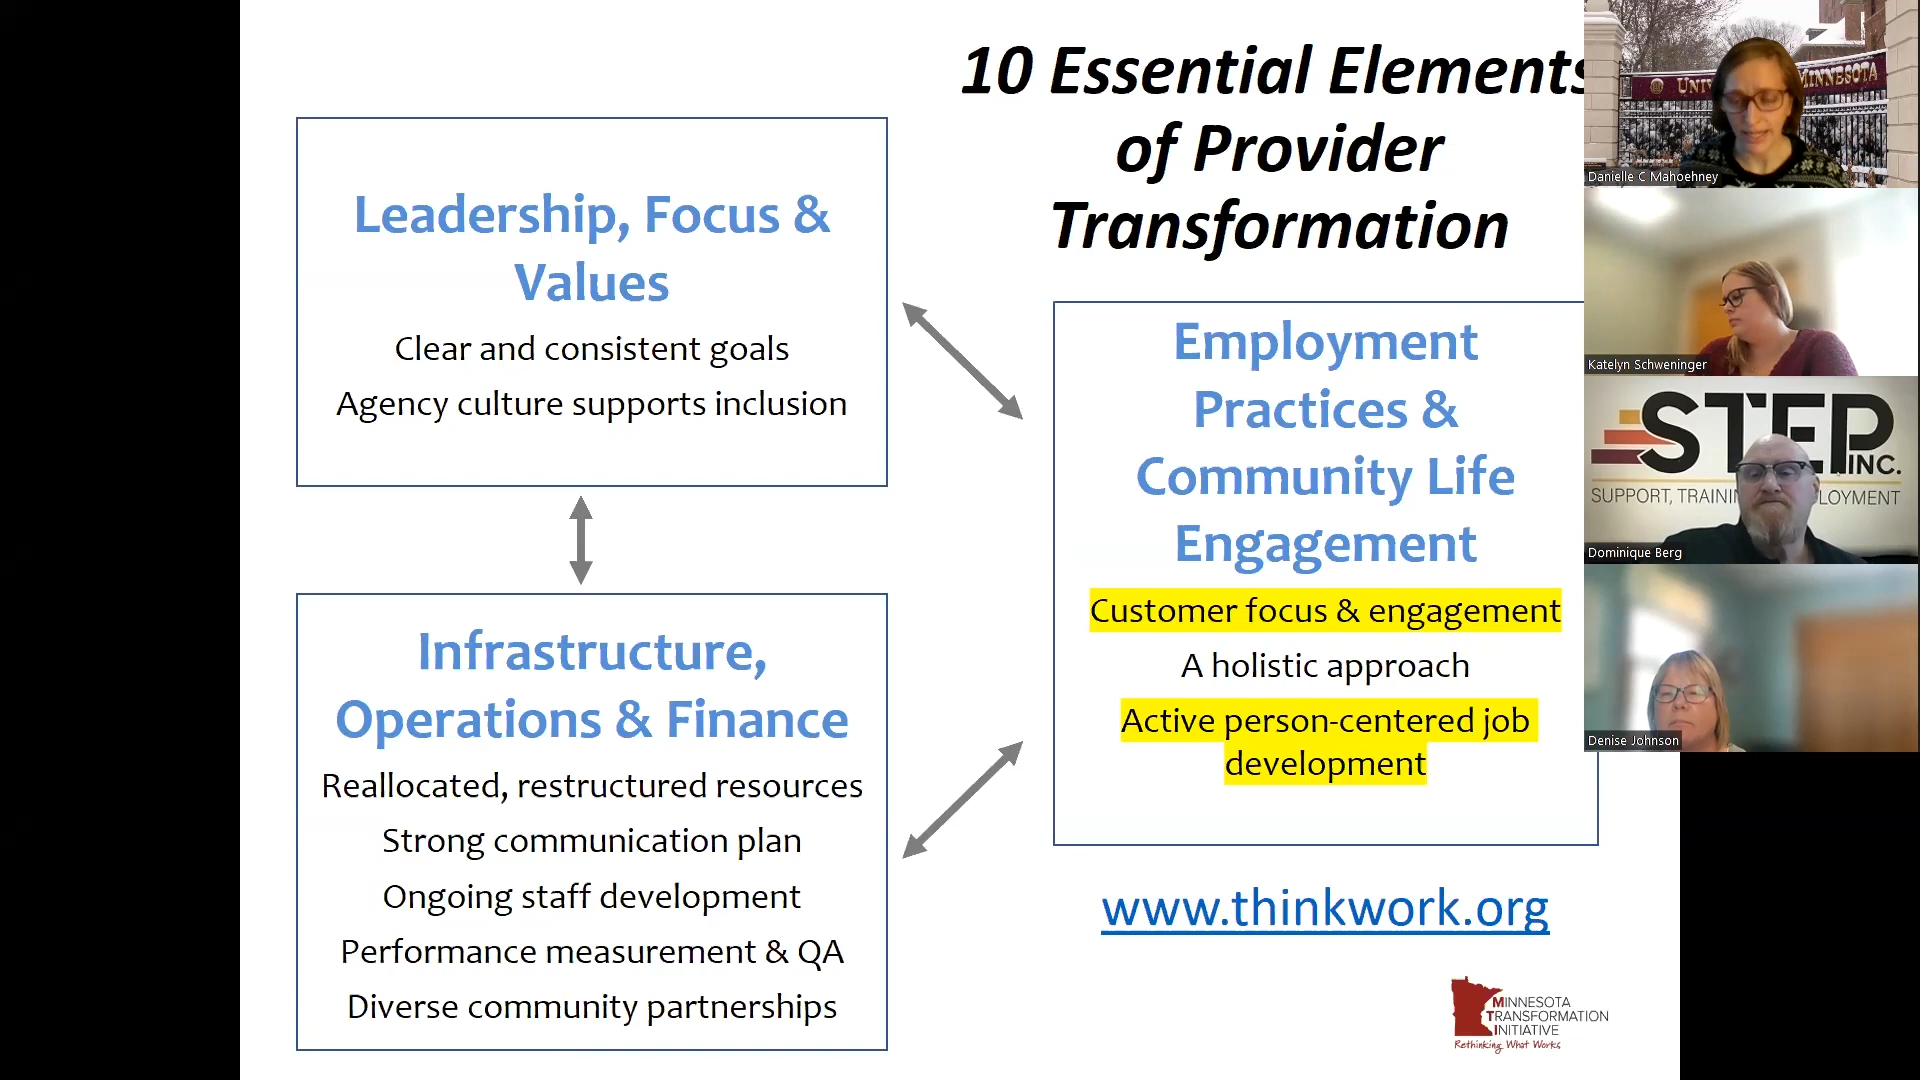 10 Essential Elements
of Provider
Transformation
Leadership, Focus &
Values
Clear and consistent goals
Agency culture supports inclusion
Infrastructure,
Operations & Finance
Reallocated, restructured resources
Strong communication plan
Ongoing staff development
Performance measurement & QA
Diverse community partnerships
Employment
Practices &
Community Life
Engagement
Customer focus & engagement
A holistic approach
Active person-centered job
development
www.thinkwork.org
MINNESOTA
TRANSFORMATION
INITIATIVE
Rethinking What Works
MINNESOTA
Danielle C Mahoehney
Katelyn Schweninger
STEP
INC.
SUPPORT,
Dominique Berg
Denise Johnson